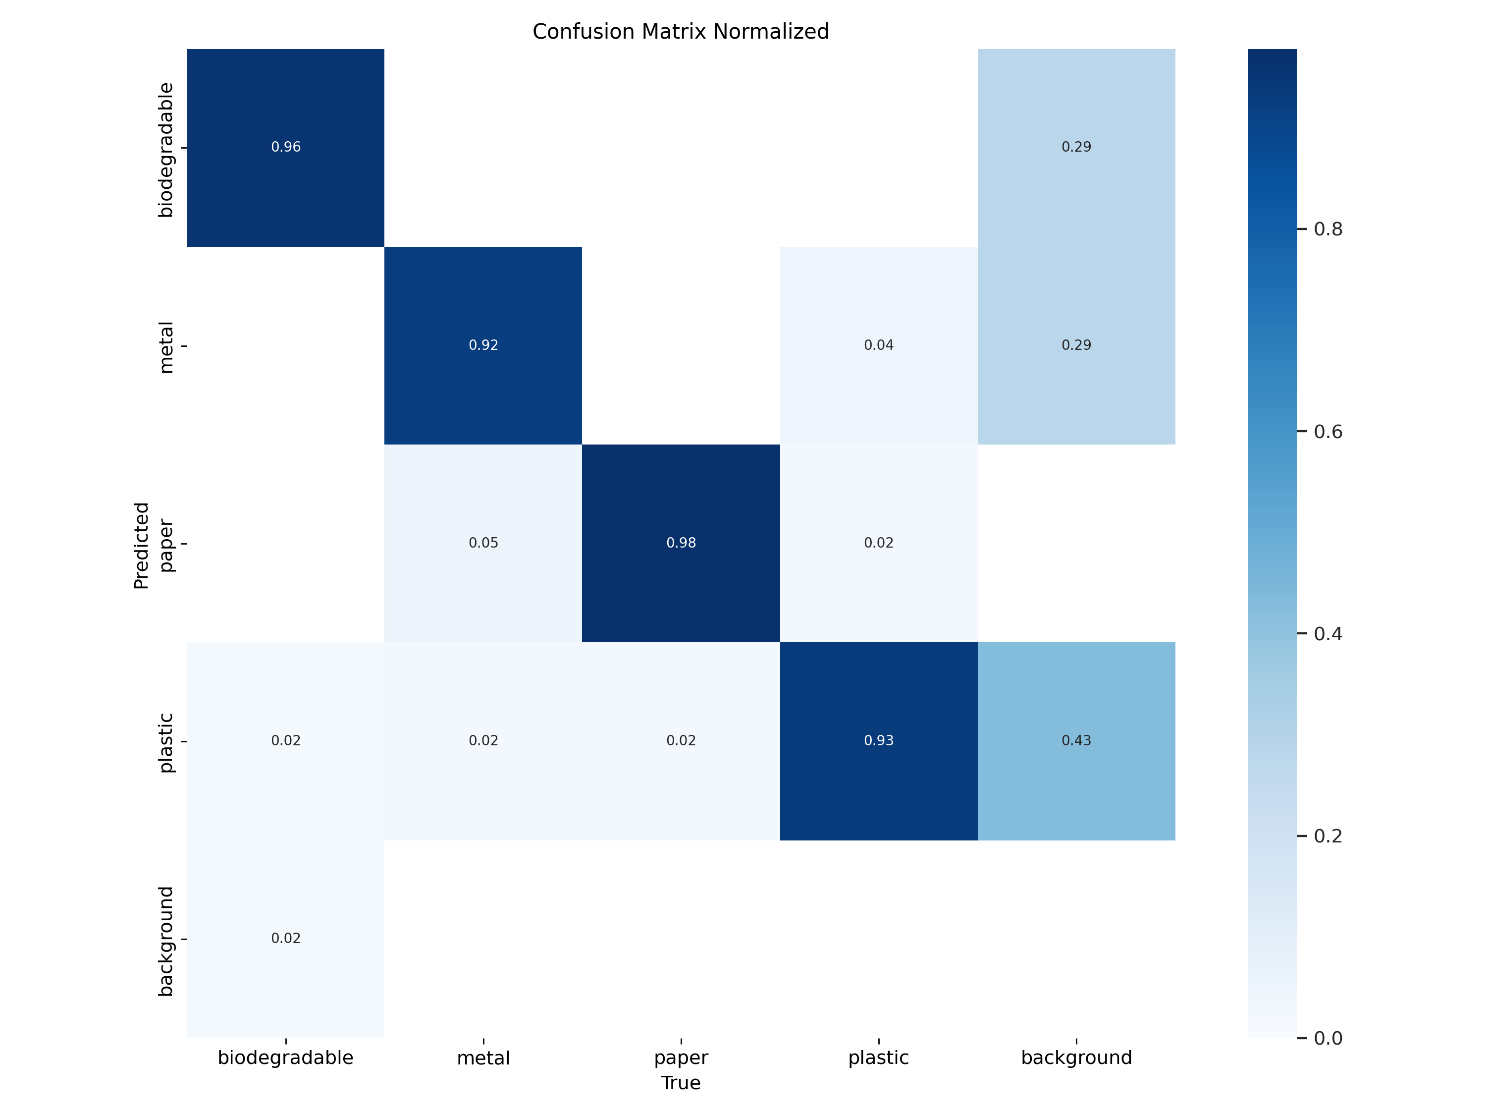 Confusion Matrix Normalized
biodegradable
0.96
0.29
metal
0.92
0.04
0.29
0.8
Predicted
paper
0.05
0.98
0.02
0.6
plastic
0.02
0.02
0.02
0.93
0.43
0.4
background
0.02
0.2
0.0
biodegradable
metal
paper
plastic
background
True